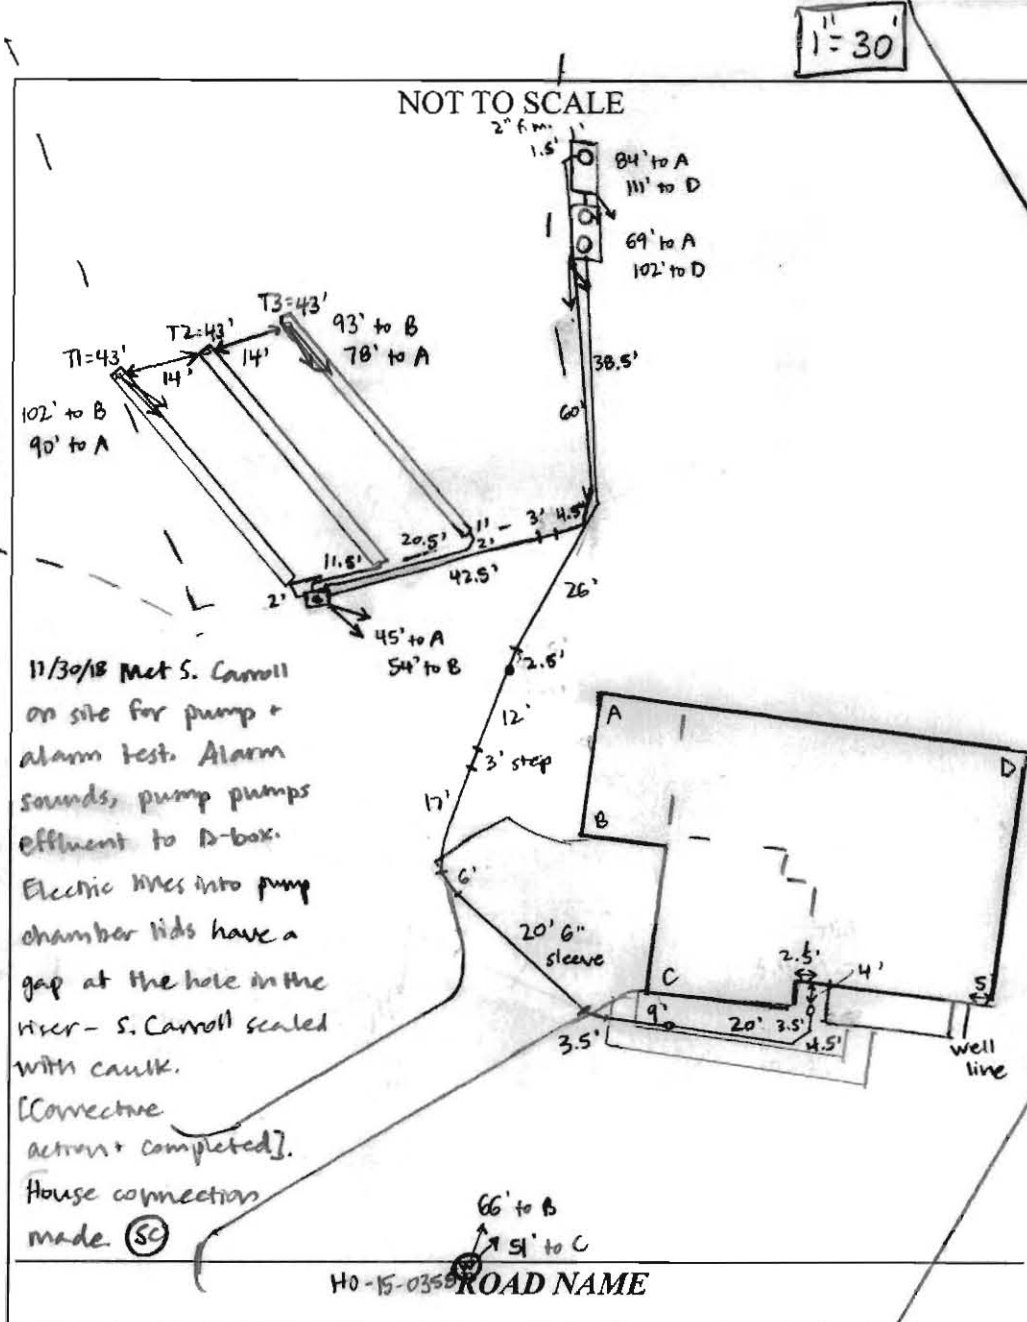 1" = 30'
NOT TO SCALE
2" f.m.
1.5'
84' to A
111' to D
69' to A
102' to D
T3=43'
T2=43'
T1=43'
93' to B
78' to A
14'
14'
38.5'
60'
102' to B
90' to A
1'
2'
3'
4.5'
20.5'
11.5'
42.5'
2'
26'
45' to A
54' to B
2.5'
12'
3' step
17'
6'
A
D
B
20' 6"
sleeve
C
2.5'
4'
5
9'
20'
3.5'
4.5'
3.5'
well
line
11/30/18 Met S. Carroll
on site for pump +
alarm test. Alarm
sounds, pump pumps
effluent to D-box.
Electric lines into pump
chamber lids have a
gap at the hole in the
riser - S. Carroll sealed
with caulk.
[Corrective
action completed].
House connection
made. SC
66' to B
51' to C
W
HO-15-0355
ROAD NAME